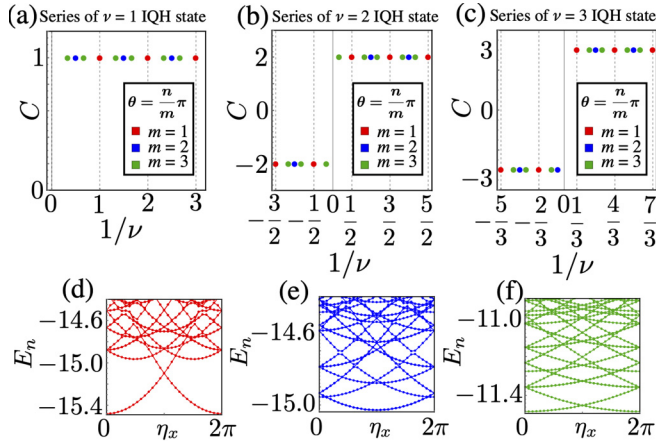 (a) Series of ν = 1 IQH state
C
1
0
θ = n/m π
m = 1
m = 2
m = 3
0 1 2 3
1/ν
(b) Series of ν = 2 IQH state
C
2
0
−2
θ = n/m π
m = 1
m = 2
m = 3
−3/2 −1/2 0 1/2 3/2 5/2
1/ν
(c) Series of ν = 3 IQH state
C
3
0
−3
θ = n/m π
m = 1
m = 2
m = 3
−5/3 −2/3 0 1/3 4/3 7/3
1/ν
(d)
E_n
−14.6
−15.0
−15.4
0 η_x 2π
(e)
E_n
−14.6
−15.0
0 η_x 2π
(f)
E_n
−11.0
−11.4
0 η_x 2π